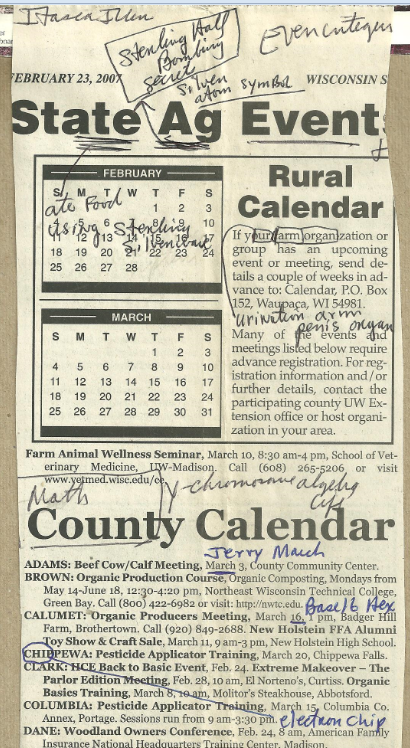 Itasca
Sterling Hall
Bombing
secret
Silver
atom symbol
Even integer
FEBRUARY 23, 2007
WISCONSIN S
State Ag Events
FEBRUARY
S M T W T F S
1 2 3
4 5 6 7 8 9 10
11 12 13 14 15 16 17
18 19 20 21 22 23 24
25 26 27 28
ate Food
using Sterling
Silverware
MARCH
S M T W T F S
1 2 3
4 5 6 7 8 9 10
11 12 13 14 15 16 17
18 19 20 21 22 23 24
25 26 27 28 29 30 31
Rural
Calendar
If your farm organization or
group has an upcoming
event or meeting, send de-
tails a couple of weeks in ad-
vance to: Calendar, P.O. Box
152, Waupaca, WI 54981.
urination arm
penis organ
Many of the events and
meetings listed below require
advance registration. For reg-
istration information and/or
further details, contact the
participating county UW Ex-
tension office or host organi-
zation in your area.
Farm Animal Wellness Seminar, March 10, 8:30 am-4 pm, School of Vet-
erinary Medicine, UW-Madison. Call (608) 265-5206 or visit
www.vetmed.wisc.edu/ce.
Math
Y-chromosome algebra
County Calendar
Jerry March
ADAMS: Beef Cow/Calf Meeting, March 3, County Community Center.
BROWN: Organic Production Course, Organic Composting, Mondays from
May 14-June 18, 12:30-4:20 pm, Northeast Wisconsin Technical College,
Green Bay. Call (800) 422-6982 or visit: http://nwtc.edu.
Base 16 Hex
CALUMET: Organic Producers Meeting, March 16, 1 pm, Badger Hill
Farm, Brothertown. Call (920) 849-2688. New Holstein FFA Alumni
Toy Show & Craft Sale, March 11, 9 am-3 pm, New Holstein High School.
CHIPPEWA: Pesticide Applicator Training, March 20, Chippewa Falls.
CLARK: HCE Back to Basic Event, Feb. 24. Extreme Makeover – The
Parlor Edition Meeting, Feb. 28, 10 am, El Norteno's, Curtiss. Organic
Basics Training, March 8, 10 am, Molitor's Steakhouse, Abbotsford.
COLUMBIA: Pesticide Applicator Training, March 15, Columbia Co.
Annex, Portage. Sessions run from 9 am-3:30 pm.
electron Chip
DANE: Woodland Owners Conference, Feb. 24, 8 am, American Family
Insurance National Headquarters Training Center, Madison.